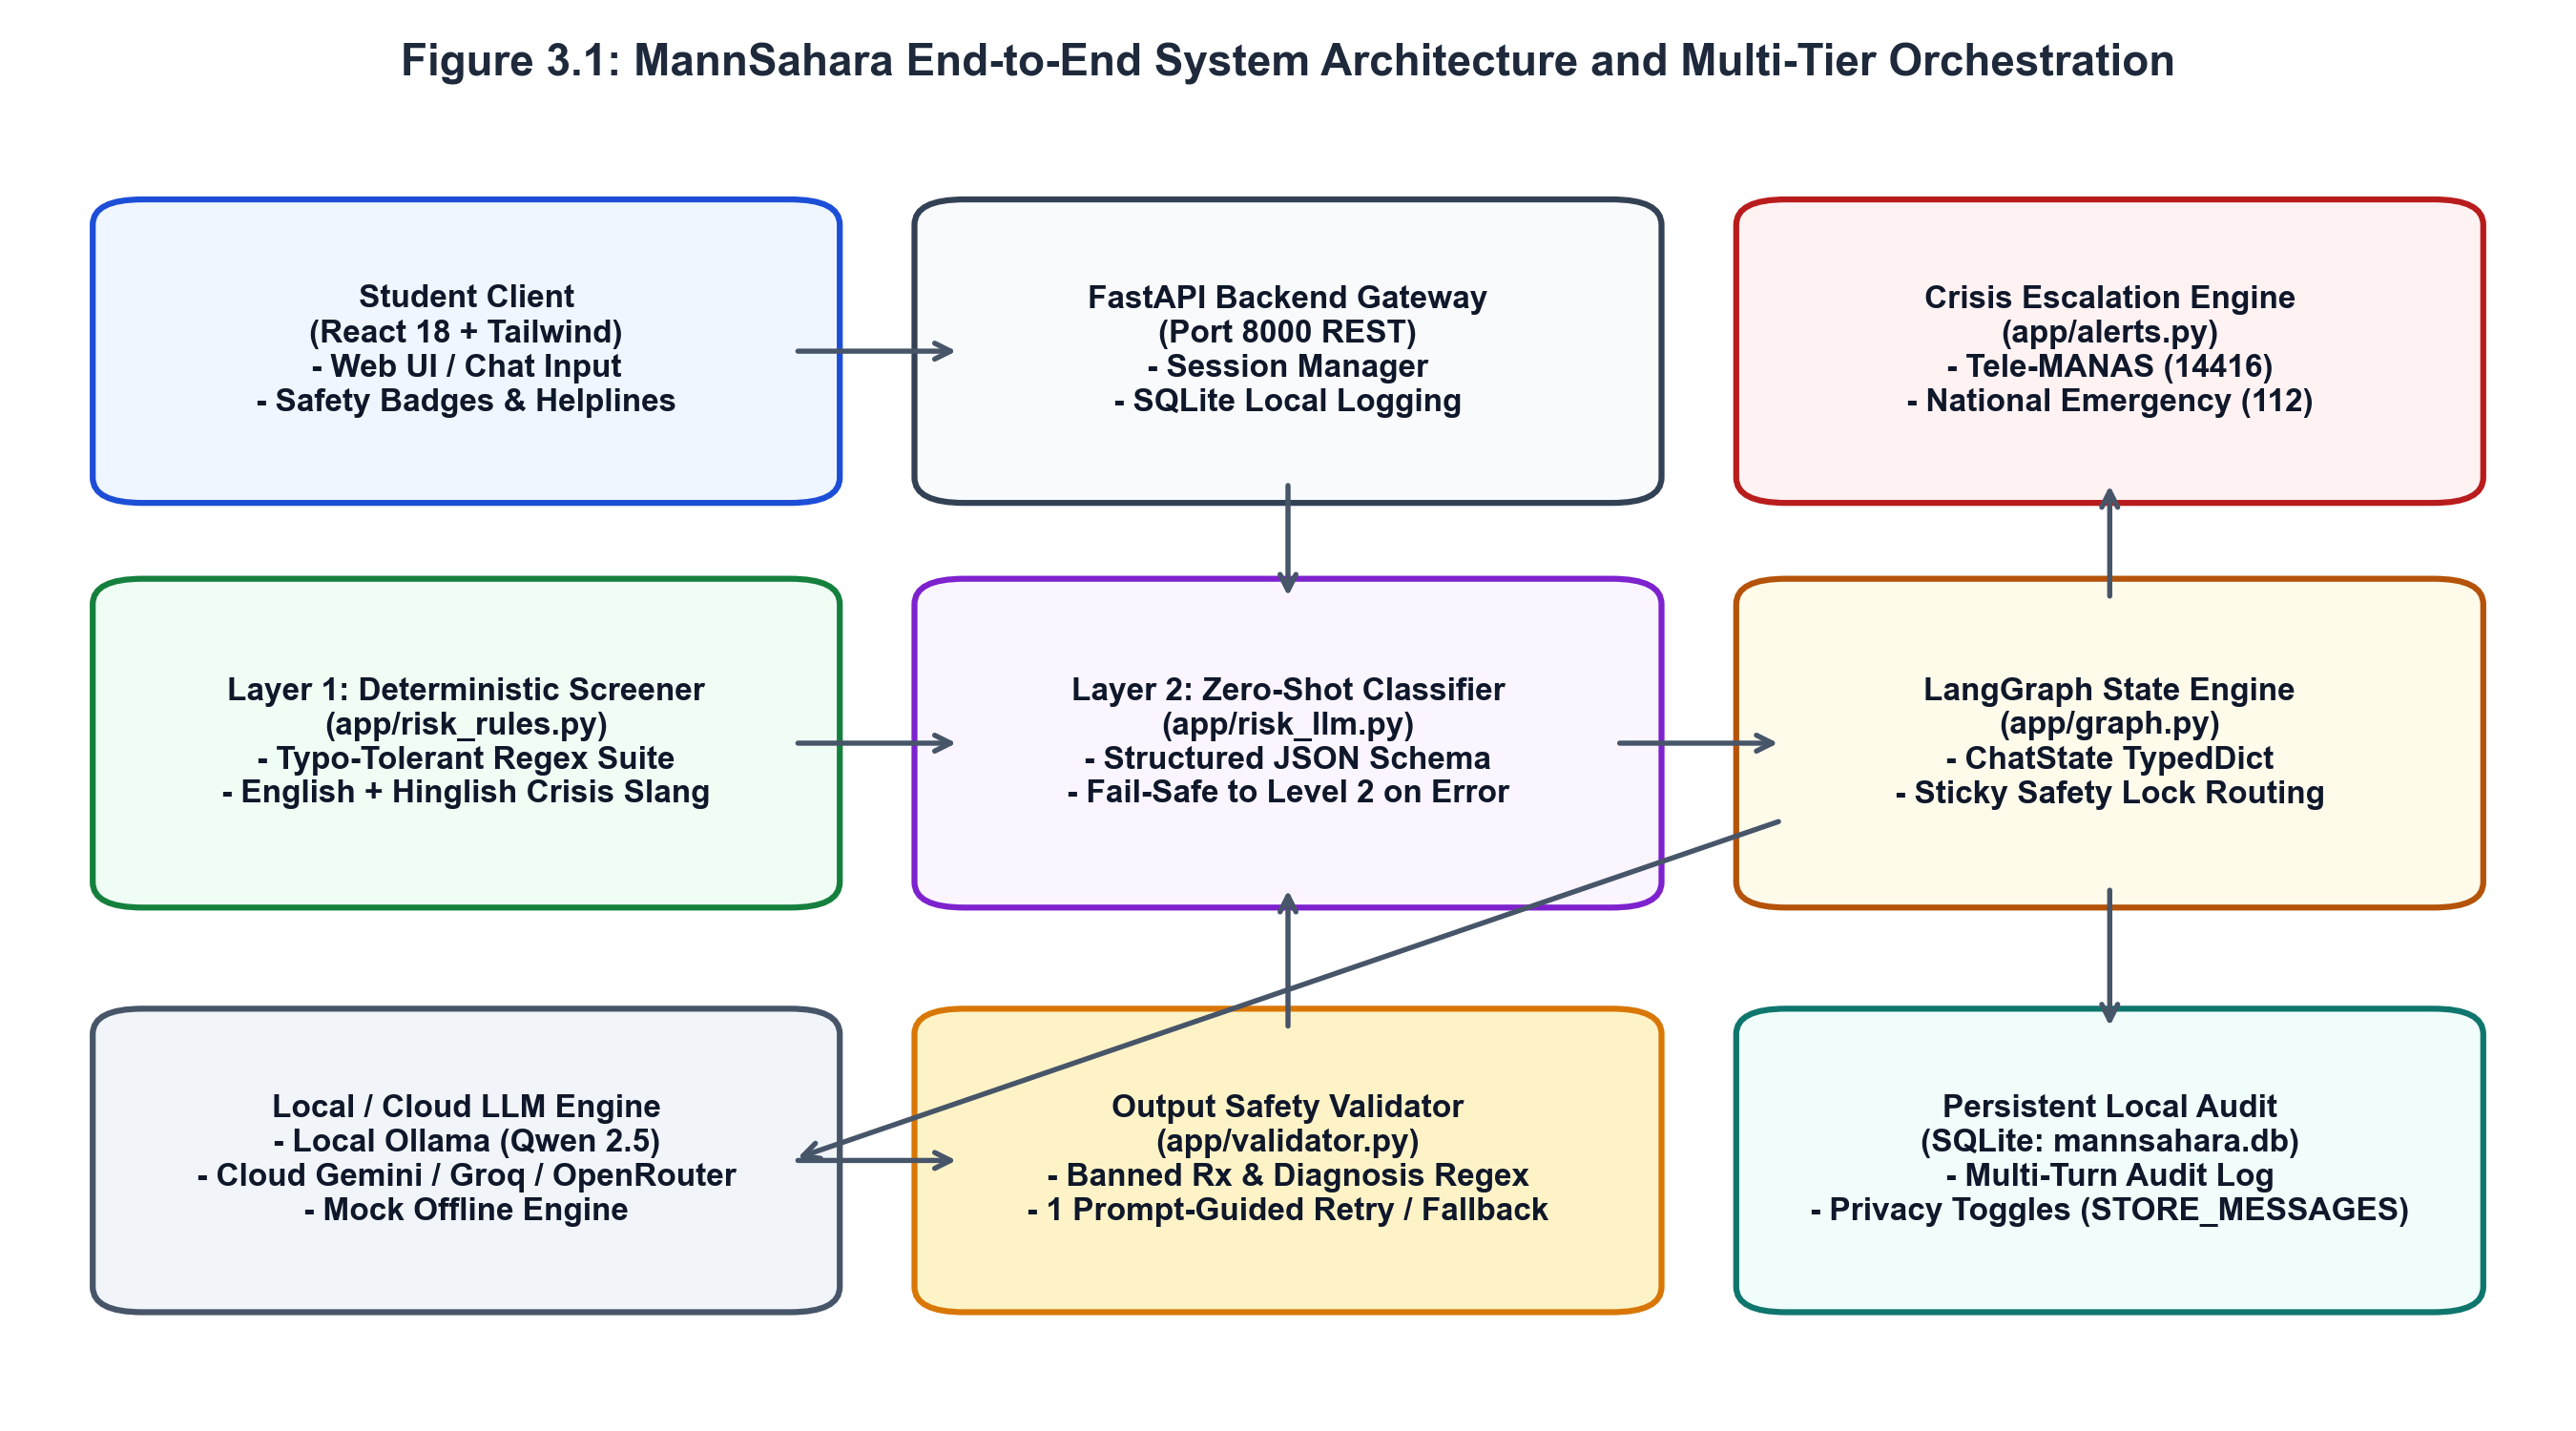 Figure 3.1: MannSahara End-to-End System Architecture and Multi-Tier Orchestration
Student Client
(React 18 + Tailwind)
- Web UI / Chat Input
- Safety Badges & Helplines
FastAPI Backend Gateway
(Port 8000 REST)
- Session Manager
- SQLite Local Logging
Crisis Escalation Engine
(app/alerts.py)
- Tele-MANAS (14416)
- National Emergency (112)
Layer 1: Deterministic Screener
(app/risk_rules.py)
- Typo-Tolerant Regex Suite
- English + Hinglish Crisis Slang
Layer 2: Zero-Shot Classifier
(app/risk_llm.py)
- Structured JSON Schema
- Fail-Safe to Level 2 on Error
LangGraph State Engine
(app/graph.py)
- ChatState TypedDict
- Sticky Safety Lock Routing
Local / Cloud LLM Engine
- Local Ollama (Qwen 2.5)
- Cloud Gemini / Groq / OpenRouter
- Mock Offline Engine
Output Safety Validator
(app/validator.py)
- Banned Rx & Diagnosis Regex
- 1 Prompt-Guided Retry / Fallback
Persistent Local Audit
(SQLite: mannsahara.db)
- Multi-Turn Audit Log
- Privacy Toggles (STORE_MESSAGES)